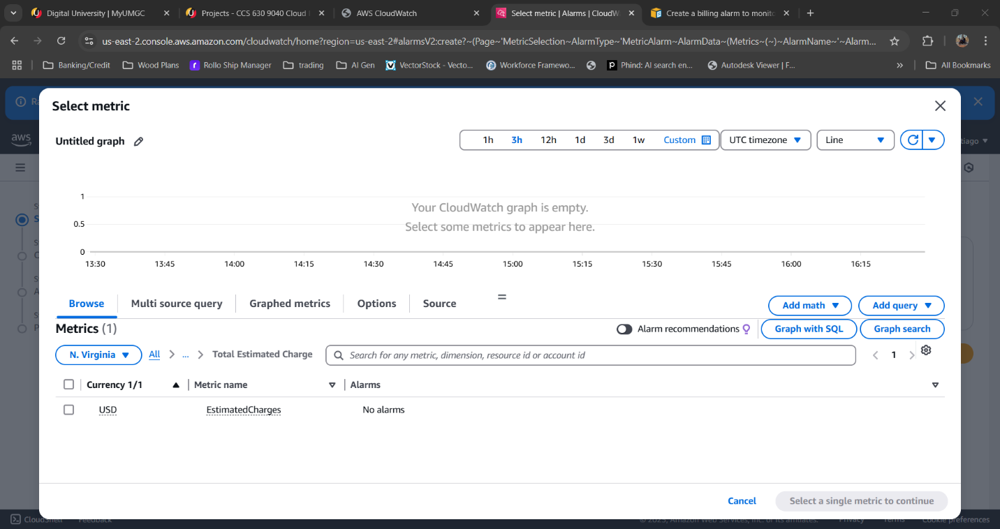 Digital University | MyUMGC
Projects - CCS 630 9040 Cloud
AWS CloudWatch
Select metric | Alarms | CloudW
Create a billing alarm to monito
us-east-2.console.aws.amazon.com/cloudwatch/home?region=us-east-2#alarmsV2:create?~(Page~'MetricSelection~AlarmType~'MetricAlarm~AlarmData~(Metrics~(~)~AlarmName~'~Alarm...
Banking/Credit
Wood Plans
Rollo Ship Manager
trading
AI Gen
VectorStock - Vecto...
Workforce Framewo...
Phind: AI search en...
Autodesk Viewer | F...
»
All Bookmarks
aws
tiago
Select metric
Untitled graph
1h 3h 12h 1d 3d 1w Custom
UTC timezone
Line
1
Your CloudWatch graph is empty.
0.5
Select some metrics to appear here.
0
13:30 13:45 14:00 14:15 14:30 14:45 15:00 15:15 15:30 15:45 16:00 16:15
Browse
Multi source query
Graphed metrics
Options
Source
Add math
Add query
Metrics (1)
Alarm recommendations
Graph with SQL
Graph search
N. Virginia
All > ... > Total Estimated Charge
Search for any metric, dimension, resource id or account id
1
Currency 1/1
Metric name
Alarms
USD
EstimatedCharges
No alarms
Cancel
Select a single metric to continue
CloudShell
Feedback
© 2025, Amazon Web Services, Inc. or its affiliates.
Privacy
Terms
Cookie preferences